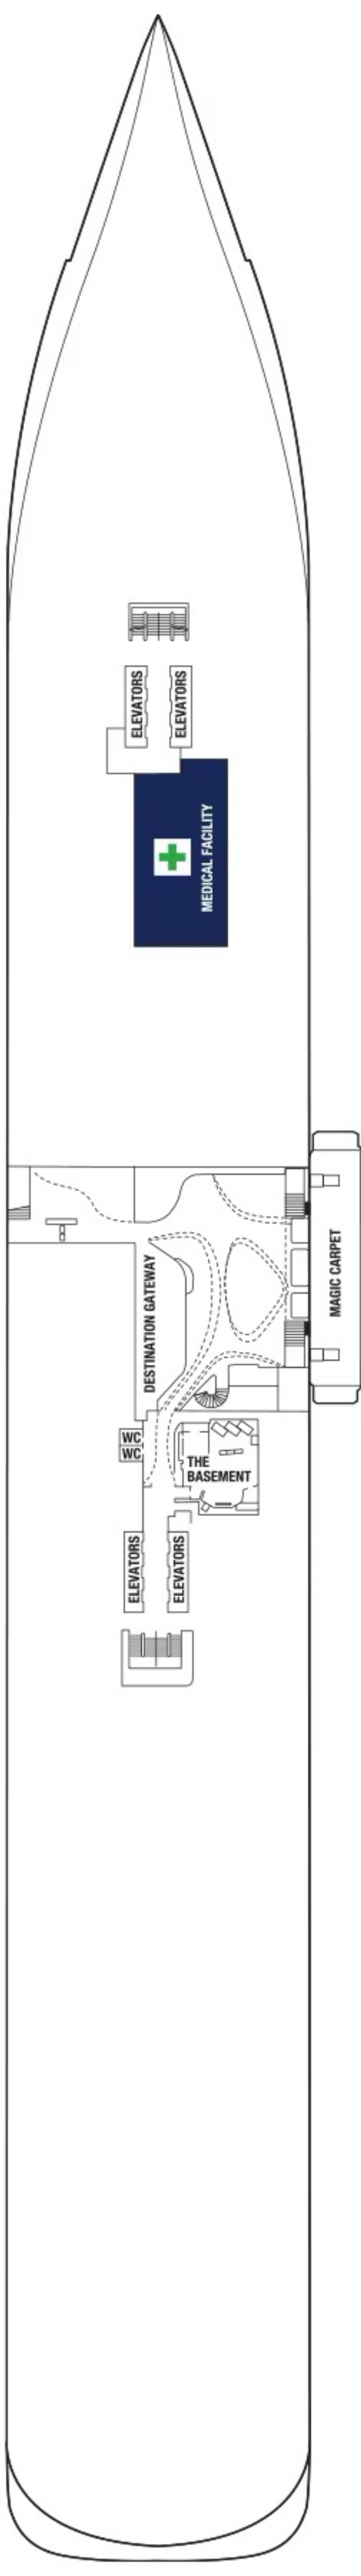 ELEVATORS
ELEVATORS
MEDICAL FACILITY
MAGIC CARPET
DESTINATION GATEWAY
WC
WC
THE
BASEMENT
ELEVATORS
ELEVATORS